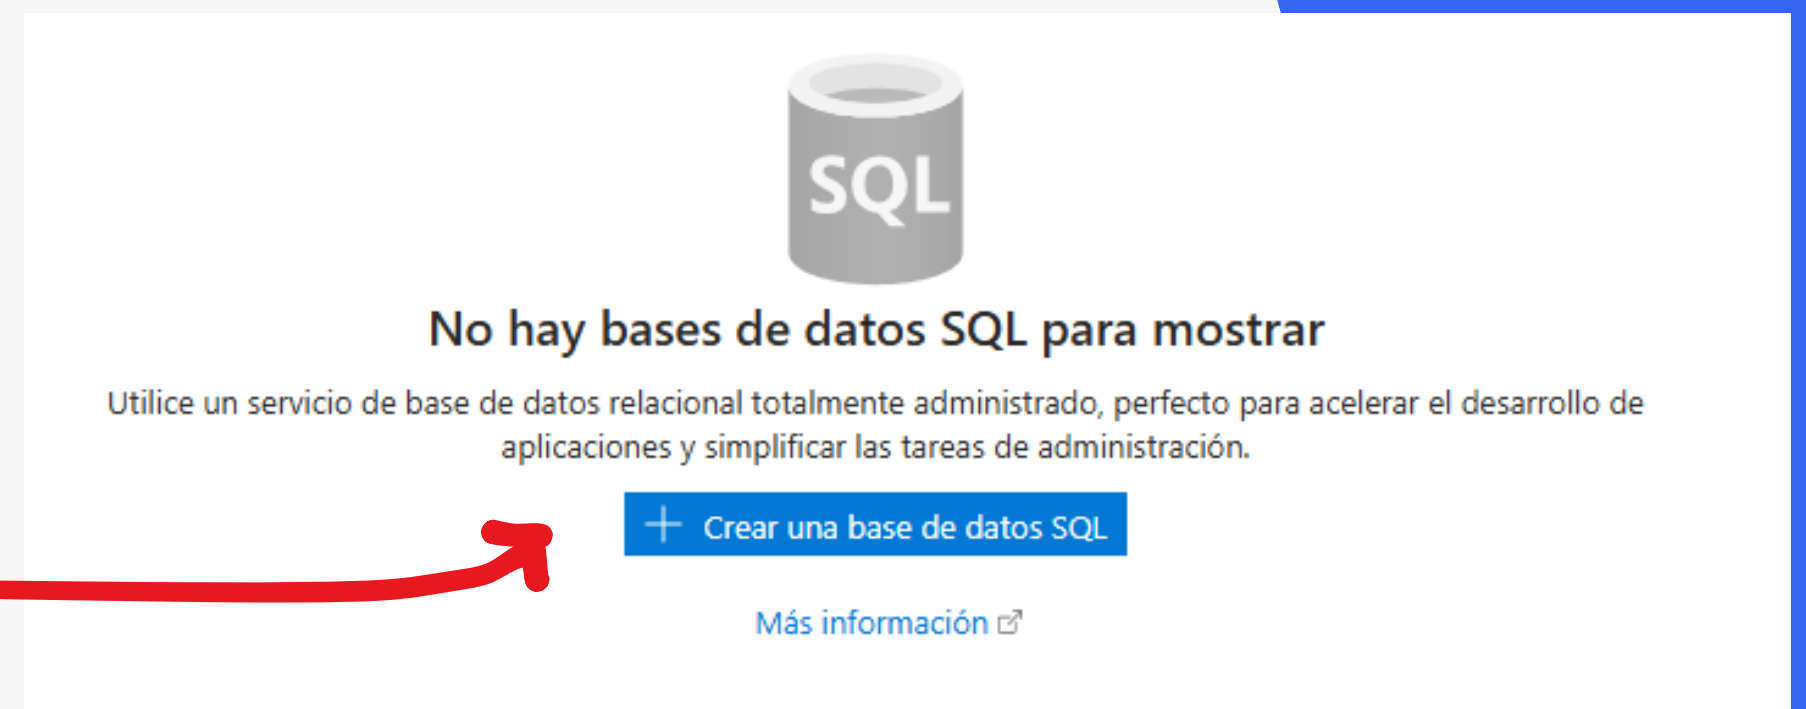 SQL
No hay bases de datos SQL para mostrar
Utilice un servicio de base de datos relacional totalmente administrado, perfecto para acelerar el desarrollo de
aplicaciones y simplificar las tareas de administración.
Crear una base de datos SQL
Más información